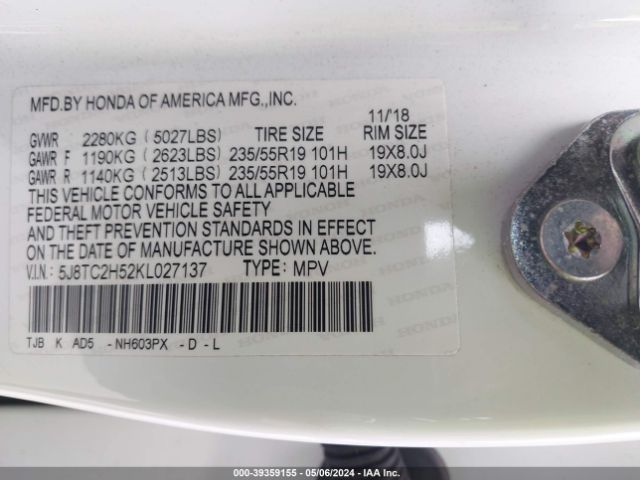 MFD.BY HONDA OF AMERICA MFG.,INC.
11/'18
GVWR 2280KG (5027LBS) TIRE SIZE RIM SIZE
GAWR F 1190KG (2623LBS) 235/55R19 101H 19X8.0J
GAWR R 1140KG (2513LBS) 235/55R19 101H 19X8.0J
THIS VEHICLE CONFORMS TO ALL APPLICABLE
FEDERAL MOTOR VEHICLE SAFETY
AND THEFT PREVENTION STANDARDS IN EFFECT
ON THE DATE OF MANUFACTURE SHOWN ABOVE.
V.I.N: 5J8TC2H52KL027137 TYPE: MPV
TJB K AD5 -NH603PX -D-L
000-39359155 - 05/06/2024 - IAA Inc.